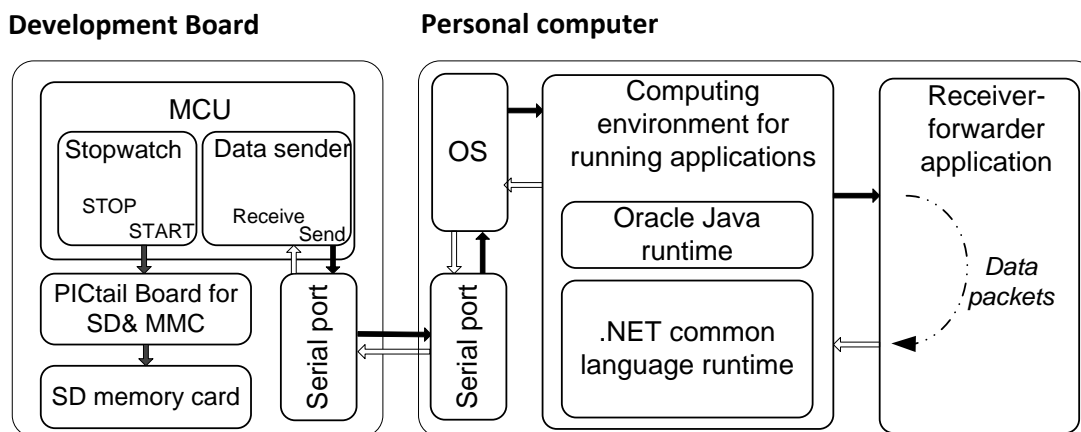 Development Board
Personal computer
MCU
Stopwatch
STOP
START
Data sender
Receive
Send
PICtail Board for
SD& MMC
SD memory card
Serial port
Serial port
OS
Computing
environment for
running applications
Oracle Java
runtime
.NET common
language runtime
Receiver-
forwarder
application
Data
packets